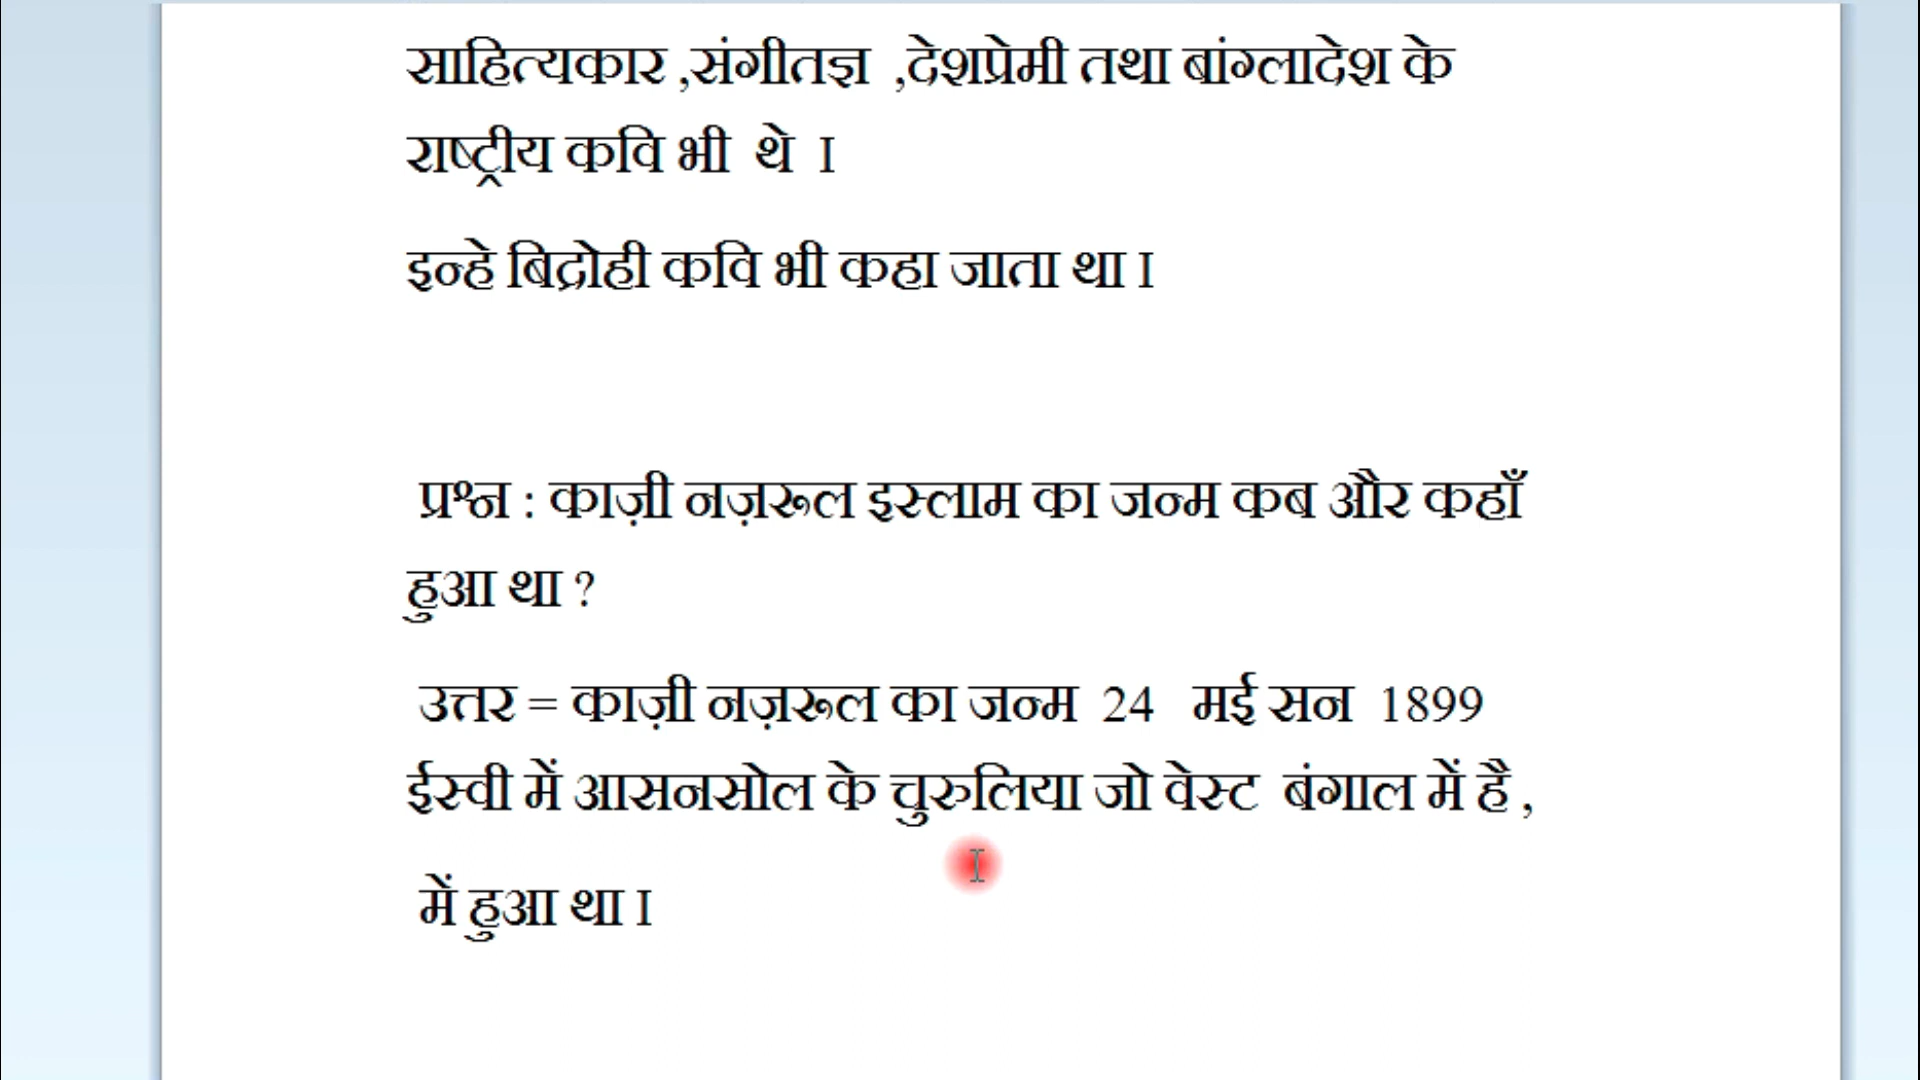 साहित्यकार ,संगीतज्ञ ,देशप्रेमी तथा बांग्लादेश के
राष्ट्रीय कवि भी थे I
इन्हे बिद्रोही कवि भी कहा जाता था I
प्रश्न : काज़ी नज़रूल इस्लाम का जन्म कब और कहाँ
हुआ था ?
उत्तर = काज़ी नज़रूल का जन्म 24 मई सन 1899
ईस्वी में आसनसोल के चुरुलिया जो वेस्ट बंगाल में है ,
में हुआ था I